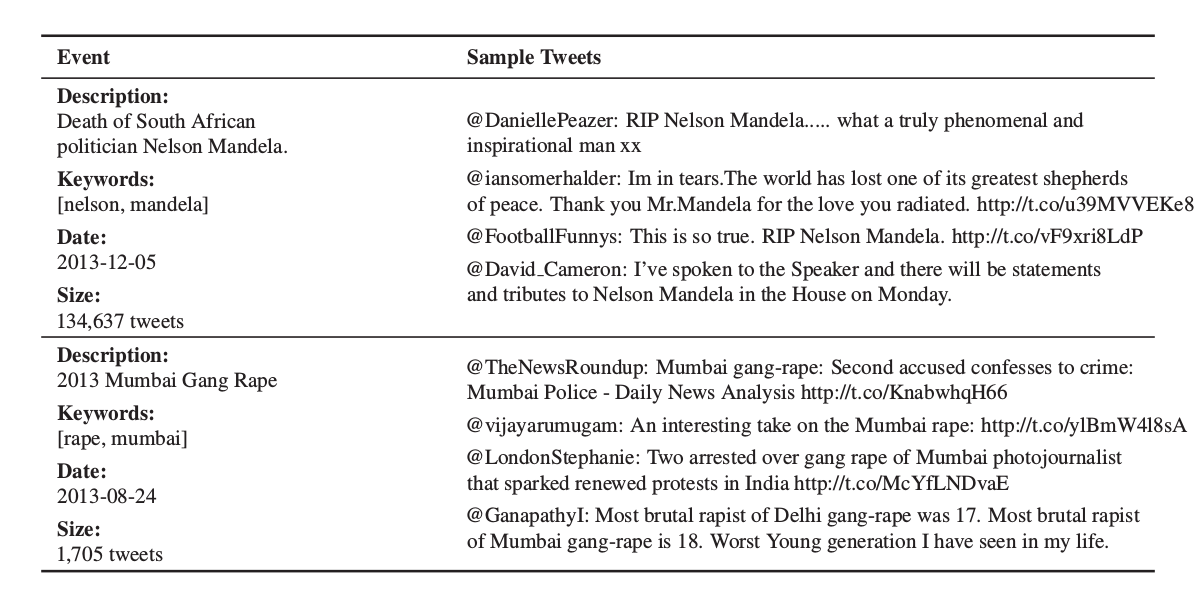 Event
Sample Tweets
Description:
Death of South African
politician Nelson Mandela.
Keywords:
[nelson, mandela]
Date:
2013-12-05
Size:
134,637 tweets
@DaniellePeazer: RIP Nelson Mandela..... what a truly phenomenal and
inspirational man xx
@iansomerhalder: Im in tears.The world has lost one of its greatest shepherds
of peace. Thank you Mr.Mandela for the love you radiated. http://t.co/u39MVVEKe8
@FootballFunnys: This is so true. RIP Nelson Mandela. http://t.co/vF9xri8LdP
@David_Cameron: I've spoken to the Speaker and there will be statements
and tributes to Nelson Mandela in the House on Monday.
Description:
2013 Mumbai Gang Rape
Keywords:
[rape, mumbai]
Date:
2013-08-24
Size:
1,705 tweets
@TheNewsRoundup: Mumbai gang-rape: Second accused confesses to crime:
Mumbai Police - Daily News Analysis http://t.co/KnabwhqH66
@vijayarumugam: An interesting take on the Mumbai rape: http://t.co/ylBmW4l8sA
@LondonStephanie: Two arrested over gang rape of Mumbai photojournalist
that sparked renewed protests in India http://t.co/McYfLNDvaE
@GanapathyI: Most brutal rapist of Delhi gang-rape was 17. Most brutal rapist
of Mumbai gang-rape is 18. Worst Young generation I have seen in my life.